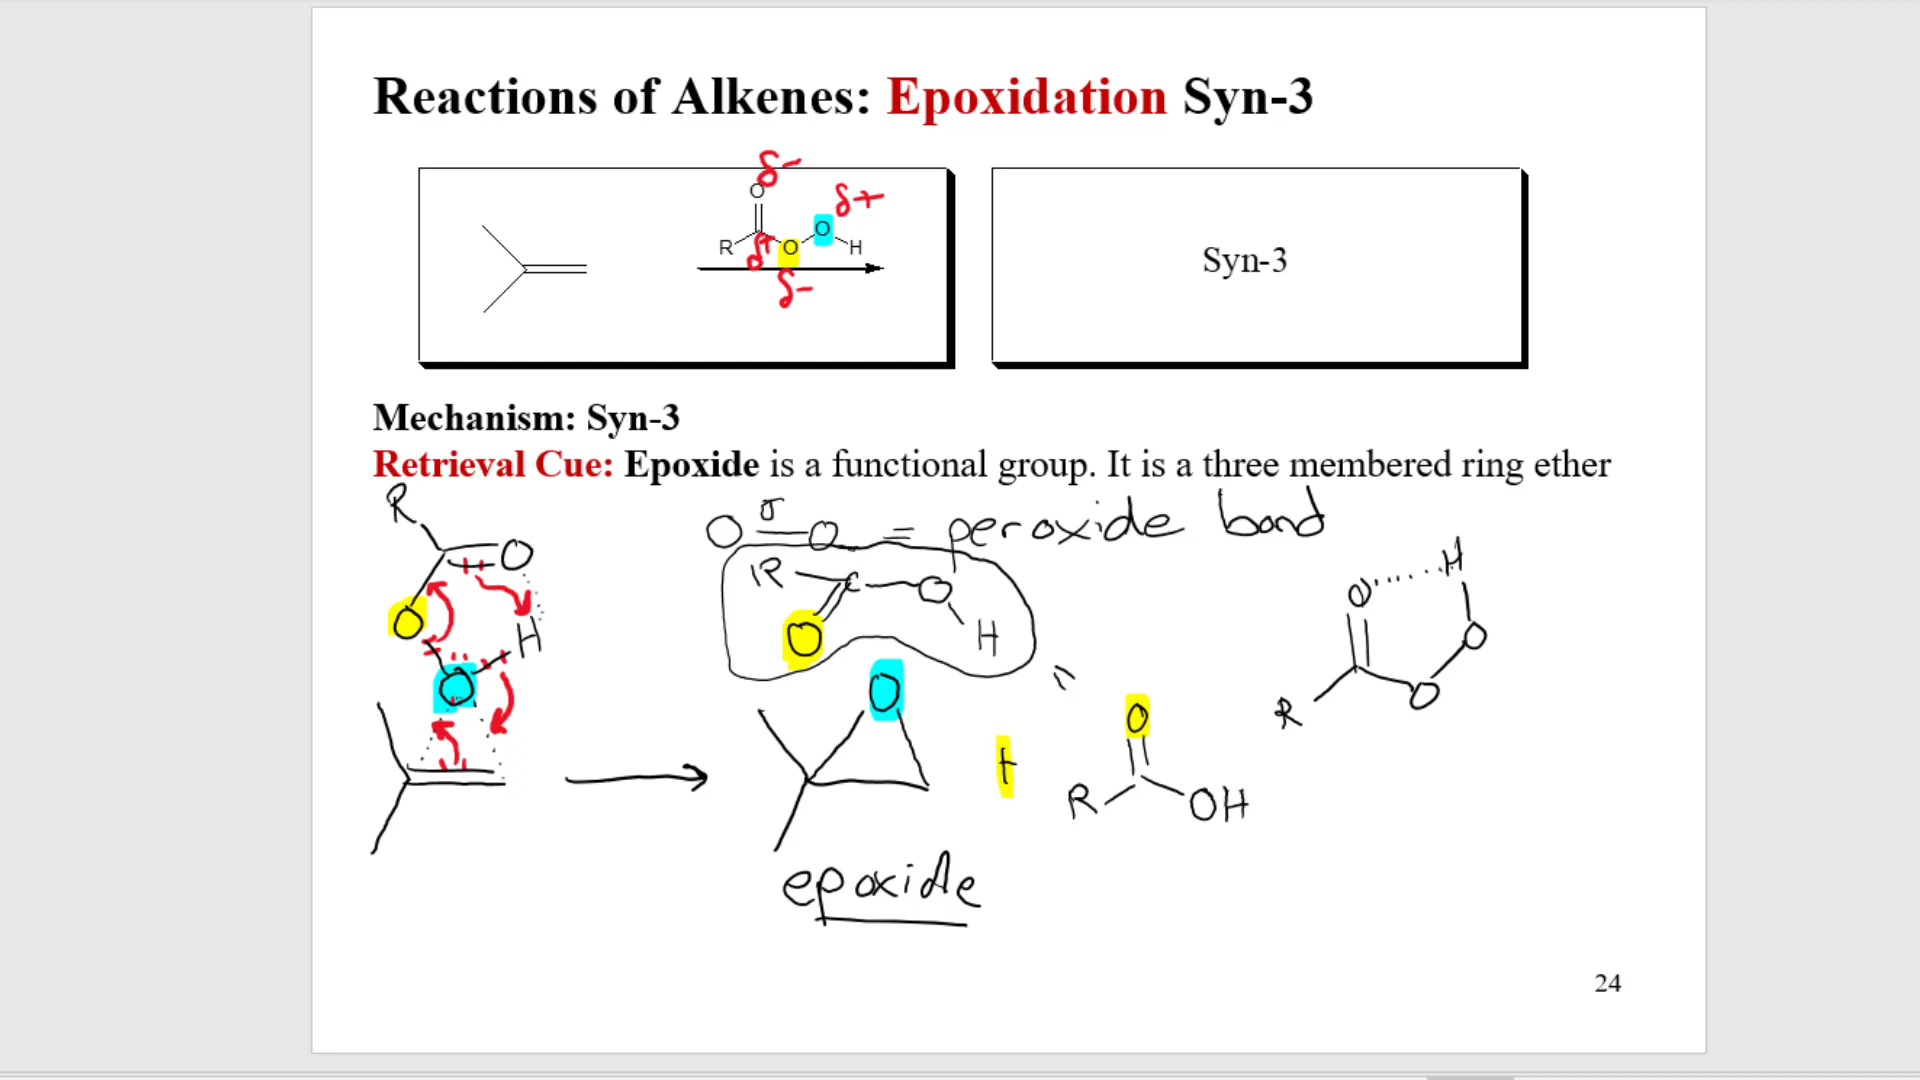 Reactions of Alkenes: Epoxidation Syn-3
δ-
O
δ+
O
R
δ+
O
H
δ-
Syn-3
Mechanism: Syn-3
Retrieval Cue: Epoxide is a functional group. It is a three membered ring ether
R
O
O
H
O
O σ O = peroxide bond
R C O
O H
O
+
O
R OH
O H
O
R O
epoxide
24